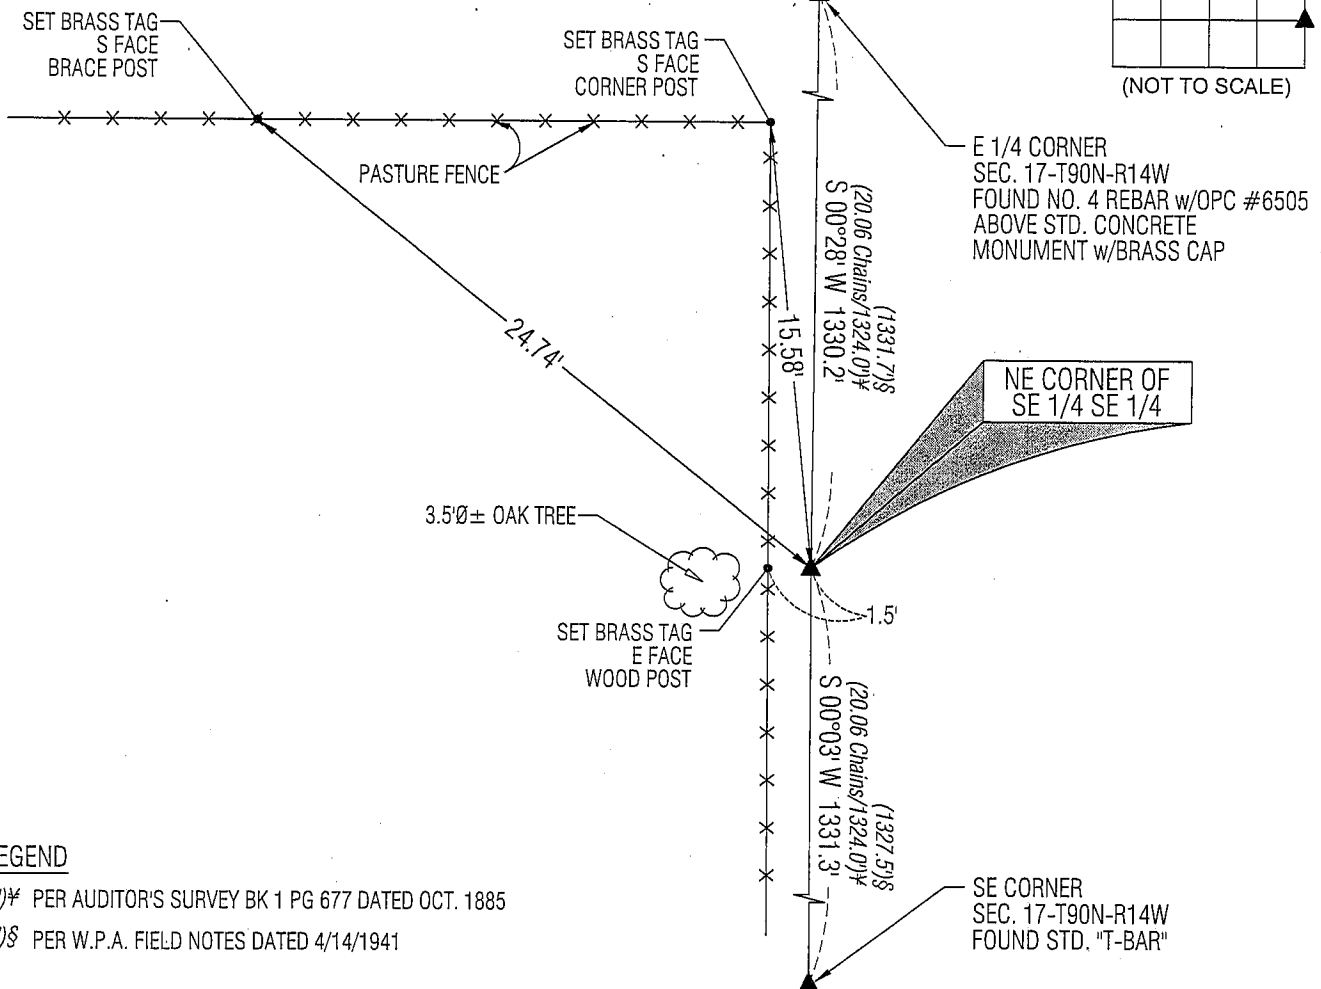 SET BRASS TAG
S FACE
BRACE POST
SET BRASS TAG
S FACE
CORNER POST
(NOT TO SCALE)
E 1/4 CORNER
SEC. 17-T90N-R14W
FOUND NO. 4 REBAR w/OPC #6505
ABOVE STD. CONCRETE
MONUMENT w/BRASS CAP
PASTURE FENCE
(1331.7')§
(20.06 Chains/1324.0')¥
S 00°28' W 1330.2'
24.74'
15.58'
NE CORNER OF
SE 1/4 SE 1/4
3.5'Ø± OAK TREE
1.5'
SET BRASS TAG
E FACE
WOOD POST
(1327.5')§
(20.06 Chains/1324.0')¥
S 00°03' W 1331.3'
EGEND
)¥ PER AUDITOR'S SURVEY BK 1 PG 677 DATED OCT. 1885
)§ PER W.P.A. FIELD NOTES DATED 4/14/1941
SE CORNER
SEC. 17-T90N-R14W
FOUND STD. "T-BAR"